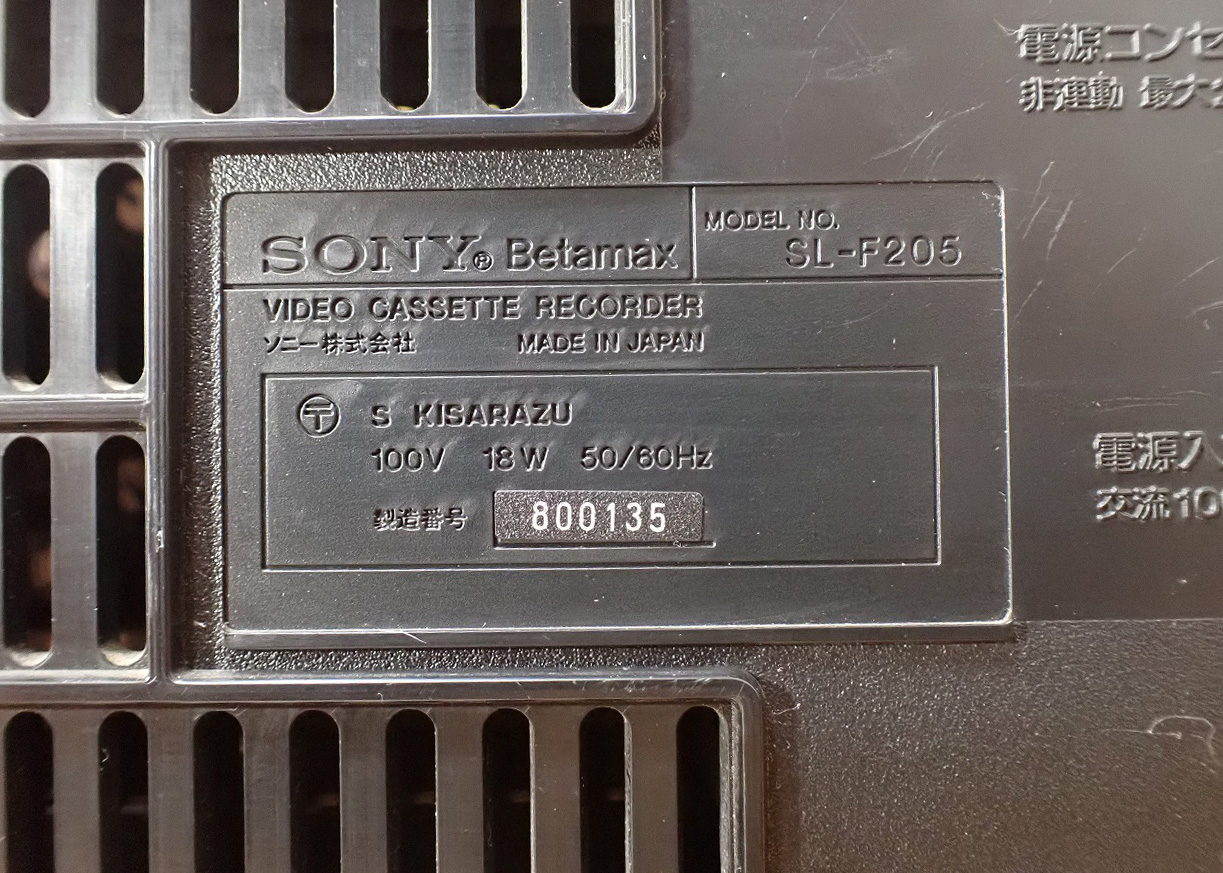 電源コンセ
非連動 最大
SONY® Betamax
MODEL NO.
SL-F205
VIDEO CASSETTE RECORDER
ソニー株式会社 MADE IN JAPAN
〒 S KISARAZU
100V 18W 50/60Hz
製造番号 800135
電源入
交流10